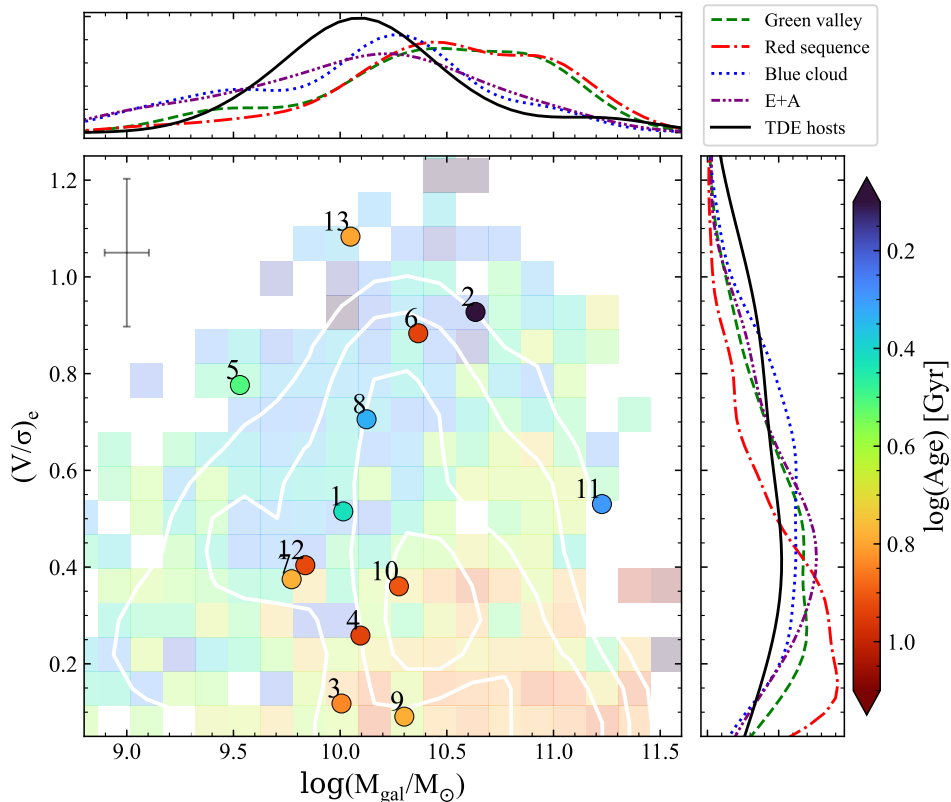 Green valley
Red sequence
Blue cloud
E+A
TDE hosts
1.2
1.0
0.8
0.6
0.4
0.2
(V/σ)e
13
2
6
5
8
11
1
12
7
10
4
3
9
9.0 9.5 10.0 10.5 11.0 11.5
log(Mgal/M⊙)
0.2
0.4
0.6
0.8
1.0
log(Age) [Gyr]